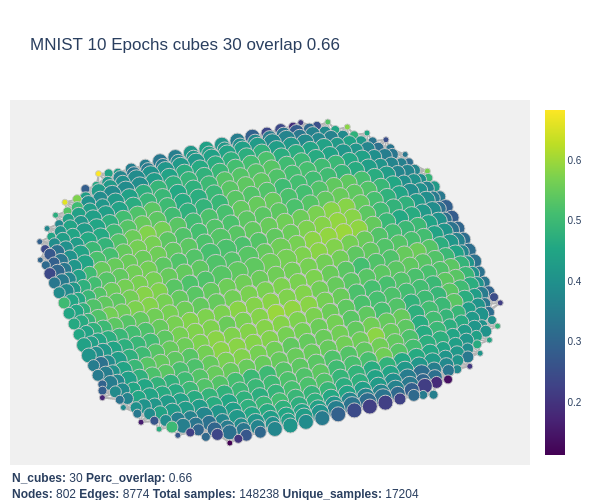 MNIST 10 Epochs cubes 30 overlap 0.66
0.6
0.5
0.4
0.3
0.2
N_cubes: 30 Perc_overlap: 0.66
Nodes: 802 Edges: 8774 Total samples: 148238 Unique_samples: 17204